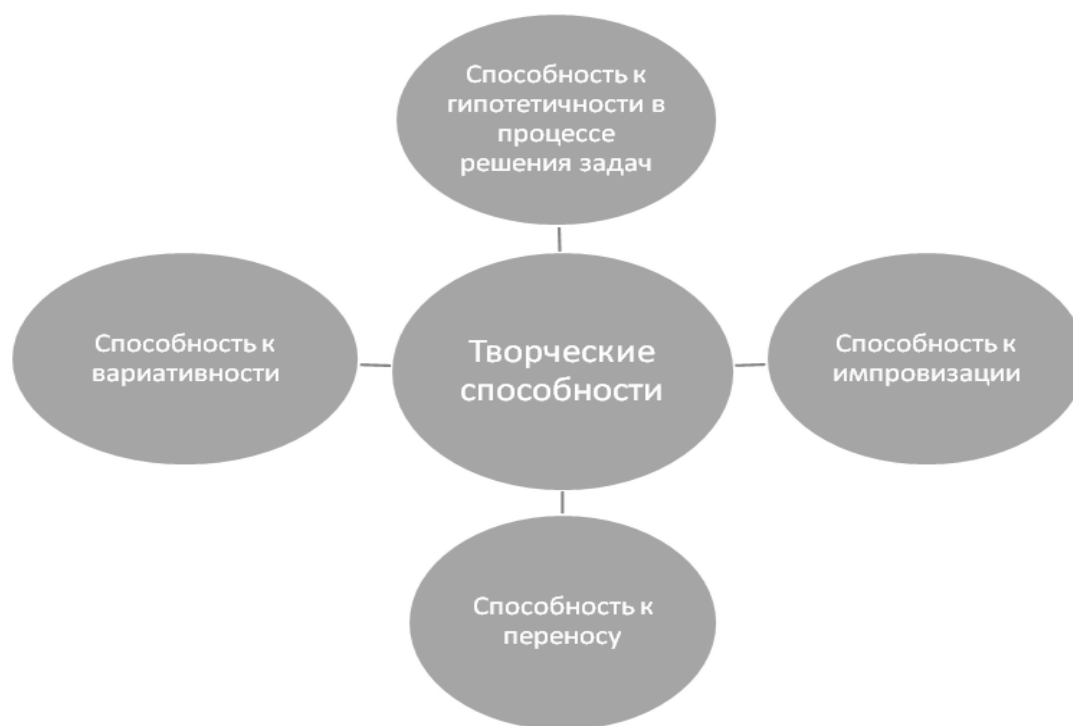 Способность к
гипотетичности в
процессе
решения задач
Способность к
вариативности
Творческие
способности
Способность к
импровизации
Способность к
переносу